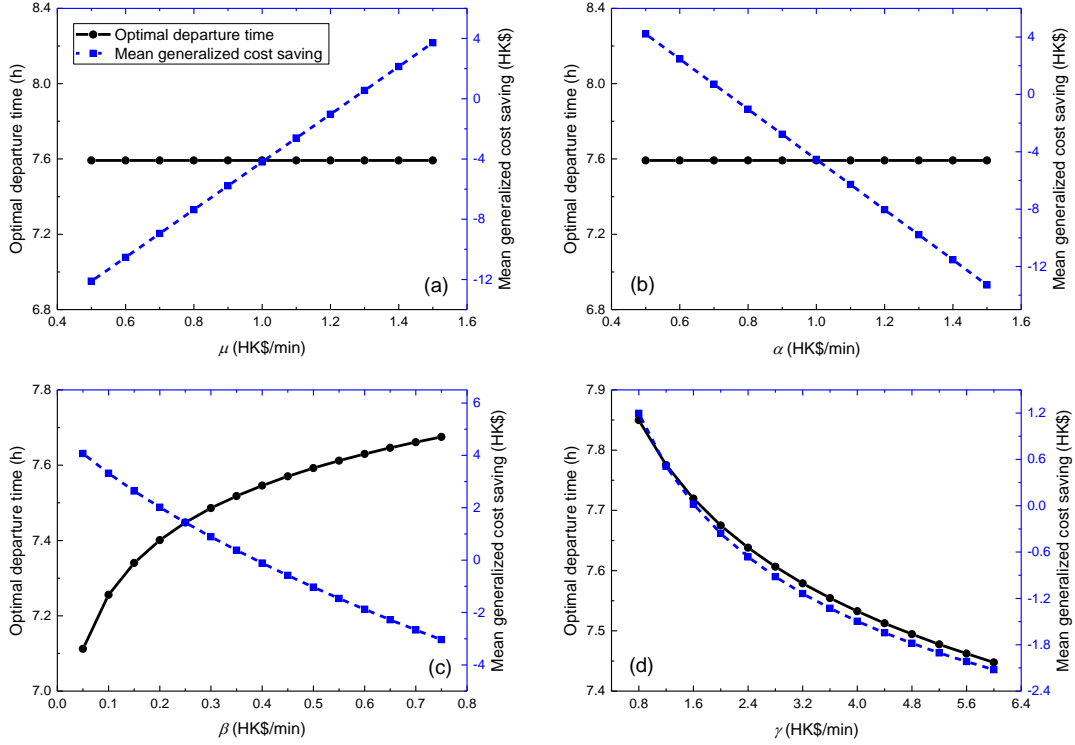 8.4
8.0
7.6
7.2
6.8
Optimal departure time (h)
Optimal departure time
Mean generalized cost saving
4
0
-4
-8
-12
Mean generalized cost saving (HK$)
(a)
0.4 0.6 0.8 1.0 1.2 1.4 1.6
μ (HK$/min)
8.4
8.0
7.6
7.2
6.8
Optimal departure time (h)
4
0
-4
-8
-12
Mean generalized cost saving (HK$)
(b)
0.4 0.6 0.8 1.0 1.2 1.4 1.6
α (HK$/min)
7.8
7.6
7.4
7.2
7.0
Optimal departure time (h)
6
4
2
0
-2
-4
Mean generalized cost saving (HK$)
(c)
0.0 0.1 0.2 0.3 0.4 0.5 0.6 0.7 0.8
β (HK$/min)
7.9
7.8
7.7
7.6
7.5
7.4
Optimal departure time (h)
1.2
0.6
0.0
-0.6
-1.2
-1.8
-2.4
Mean generalized cost saving (HK$)
(d)
0.8 1.6 2.4 3.2 4.0 4.8 5.6 6.4
γ (HK$/min)